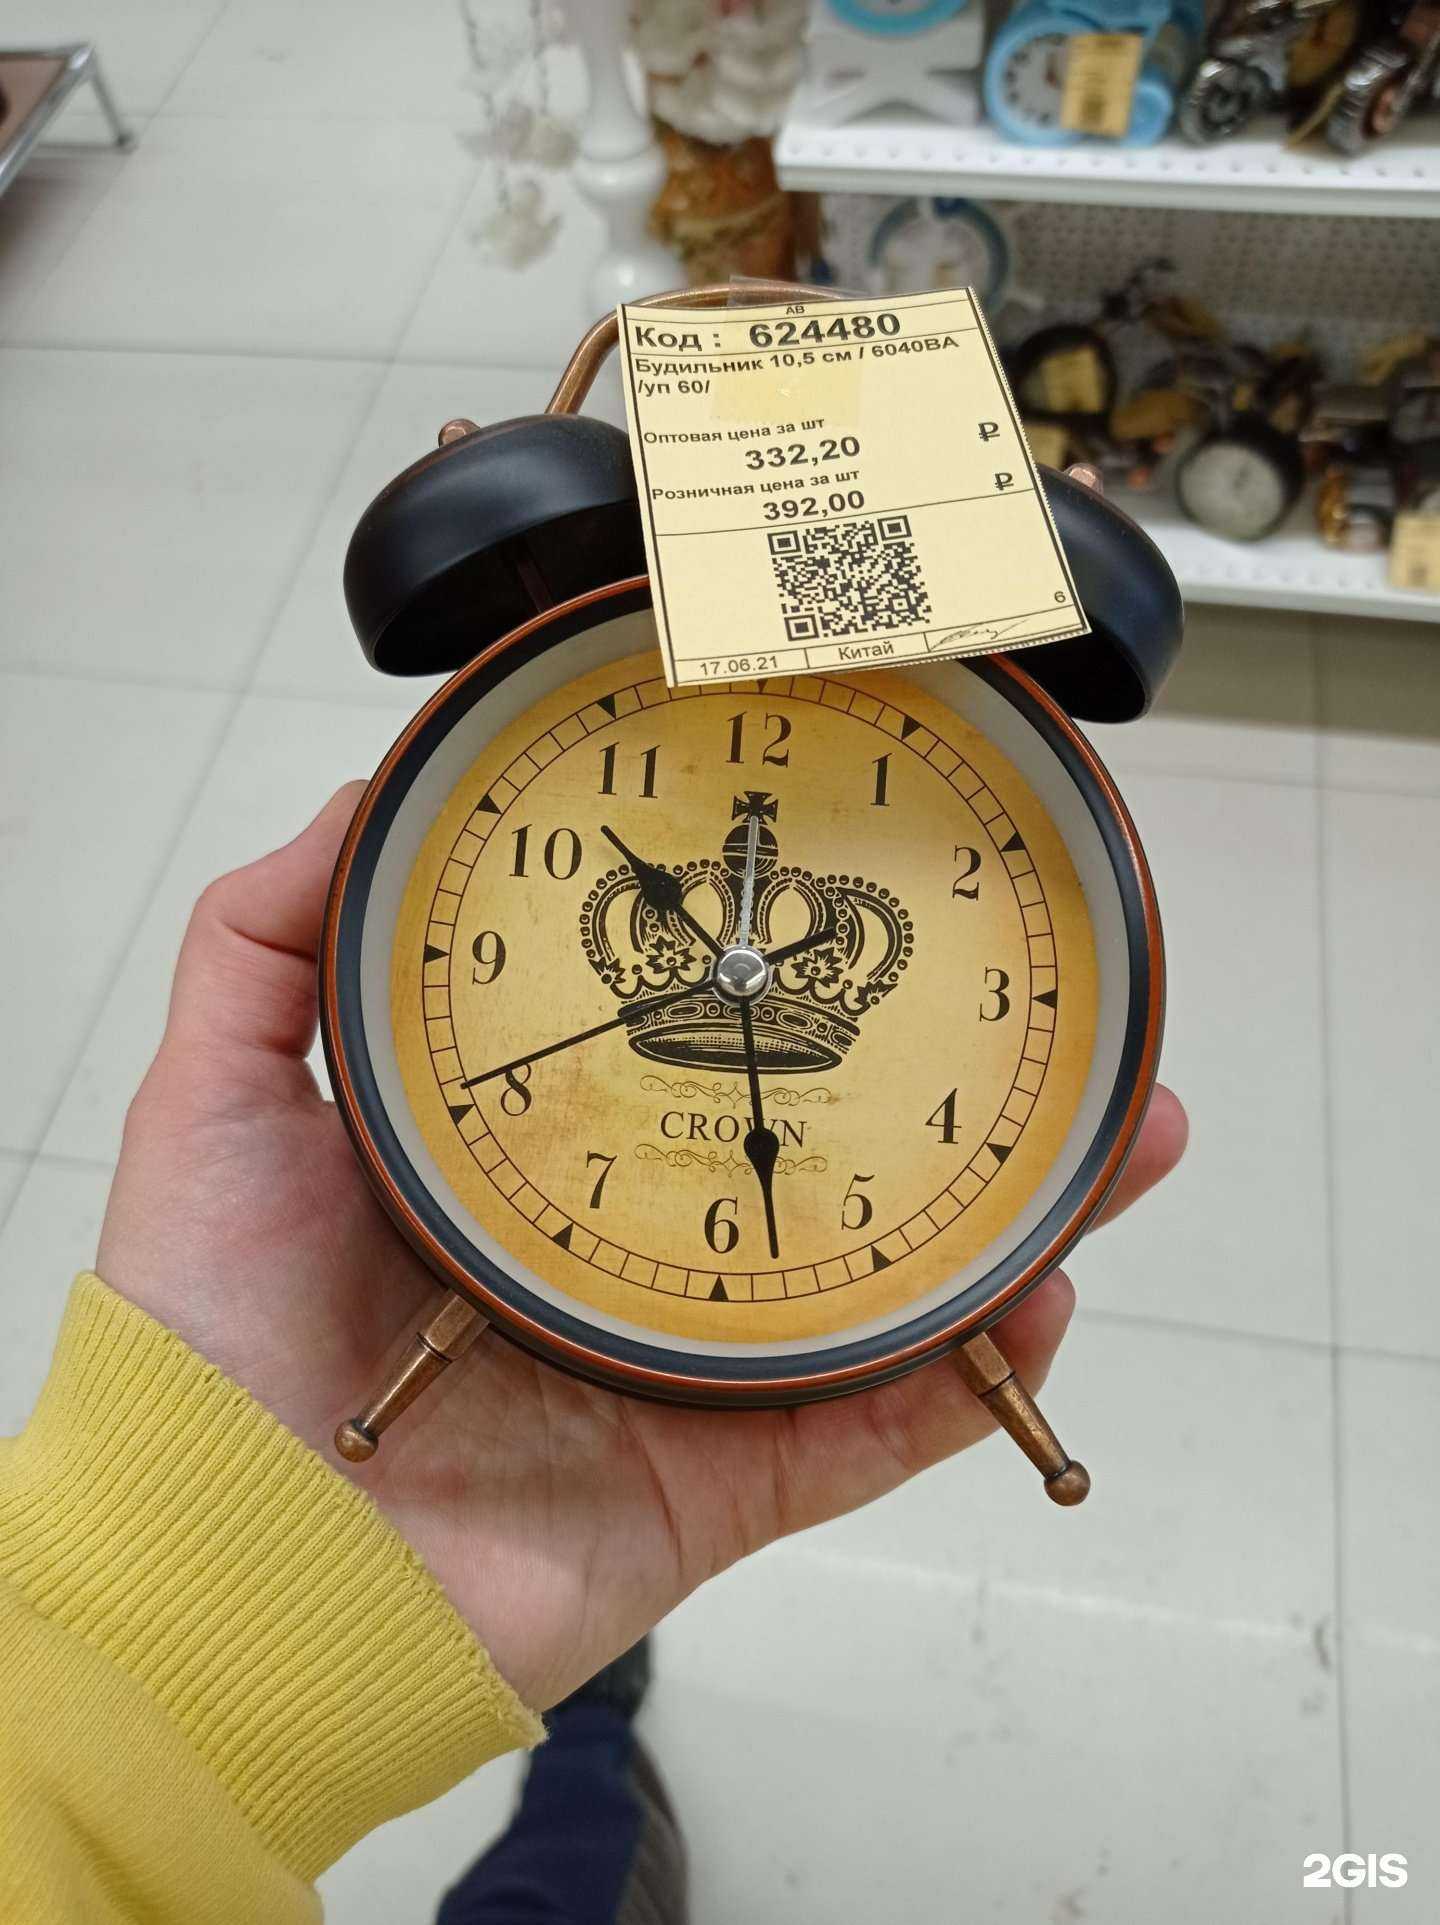 АВ
Код : 624480
Будильник 10,5 см / 6040BA
/уп 60/
Оптовая цена за шт
332,20 ₽
Розничная цена за шт
392,00 ₽
6
17.06.21 Китай
12
11 1
10 2
9 3
8 4
7 5
6
CROWN
2GIS